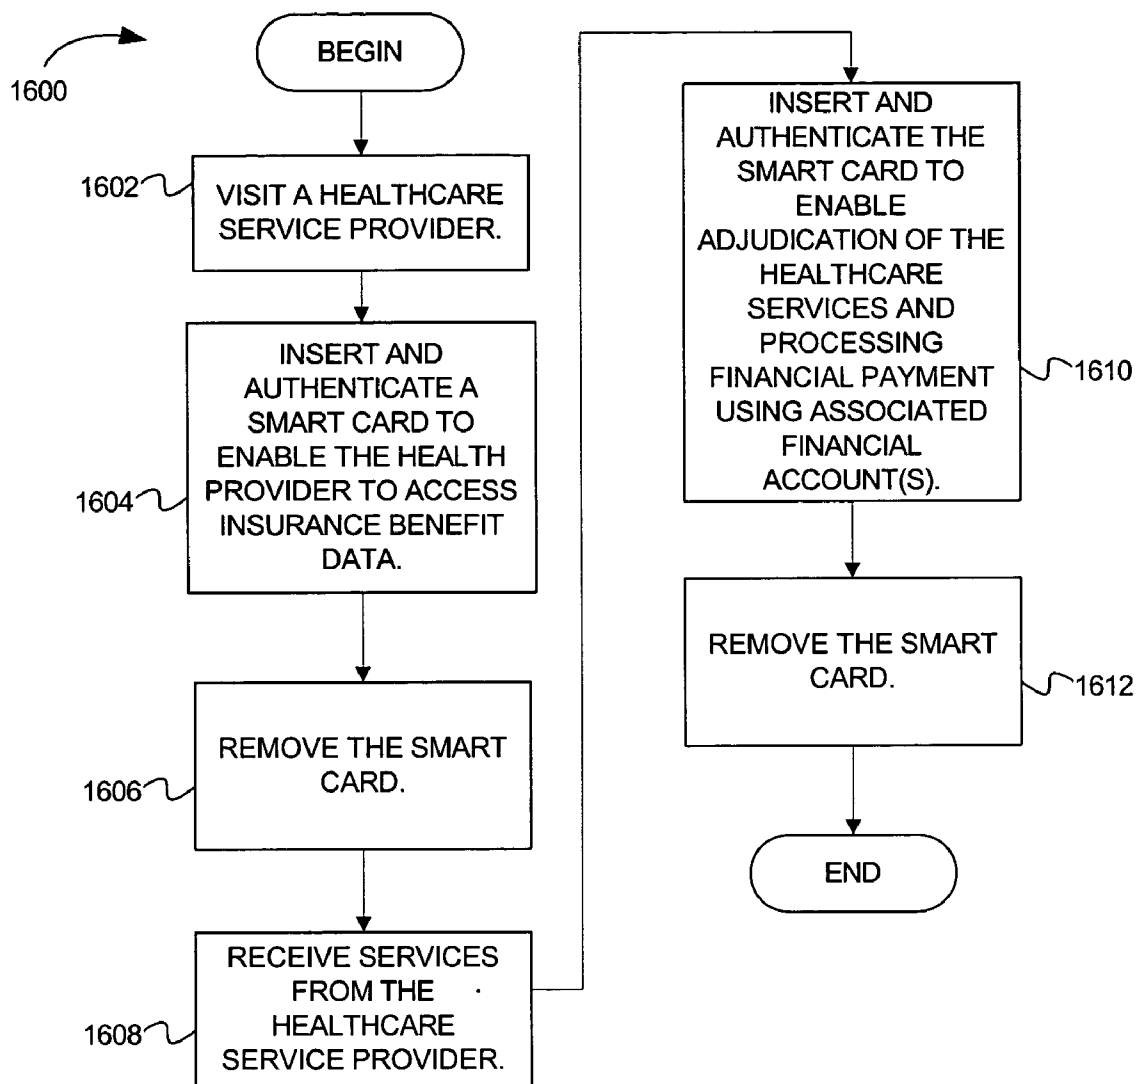 1600
BEGIN
1602
VISIT A HEALTHCARE
SERVICE PROVIDER.
1604
INSERT AND
AUTHENTICATE A
SMART CARD TO
ENABLE THE HEALTH
PROVIDER TO ACCESS
INSURANCE BENEFIT
DATA.
1606
REMOVE THE SMART
CARD.
1608
RECEIVE SERVICES
FROM THE
HEALTHCARE
SERVICE PROVIDER.
INSERT AND
AUTHENTICATE THE
SMART CARD TO
ENABLE
ADJUDICATION OF THE
HEALTHCARE
SERVICES AND
PROCESSING
FINANCIAL PAYMENT
USING ASSOCIATED
FINANCIAL
ACCOUNT(S).
1610
REMOVE THE SMART
CARD.
1612
END